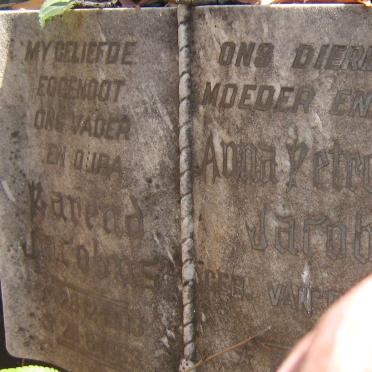 MY GELIEFDE
EGGENOOT
ONS VADER
EN OUPA
Barend
Jacobus
ONS DIER
MOEDER EN
Anna Petro
Jacob
GEB. VAN